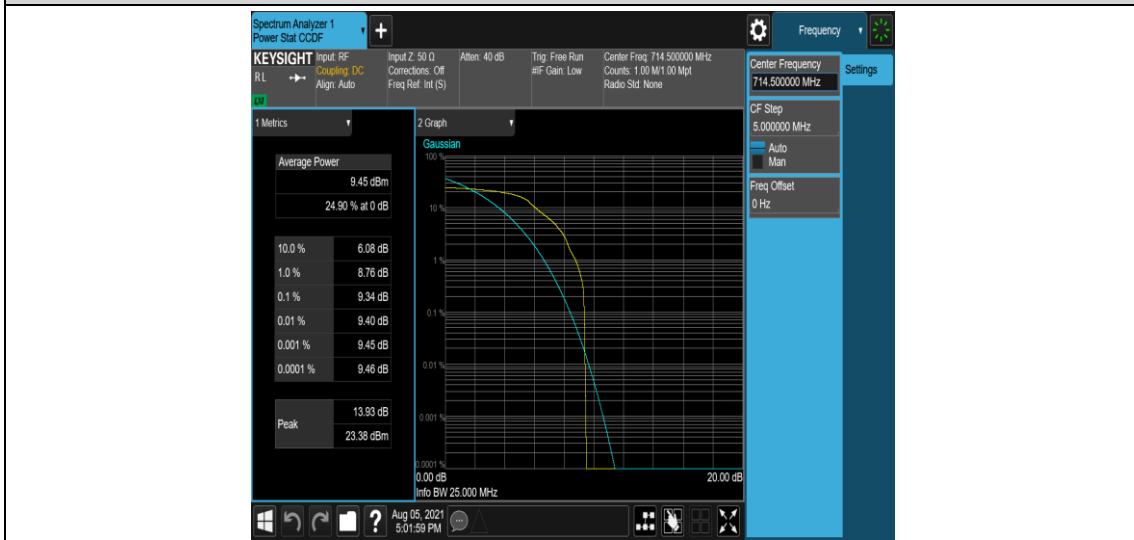 Spectrum Analyzer 1
Power Stat CCDF
Frequency
KEYSIGHT
RL
LXI
Input: RF
Coupling: DC
Align: Auto
Input Z: 50 Ω
Corrections: Off
Freq Ref: Int (S)
Atten: 40 dB
Trig: Free Run
#IF Gain: Low
Center Freq: 714.500000 MHz
Counts: 1.00 M/1.00 Mpt
Radio Std: None
Center Frequency
714.500000 MHz
Settings
CF Step
5.000000 MHz
Auto
Man
Freq Offset
0 Hz
1 Metrics
Average Power
9.45 dBm
24.90 % at 0 dB
10.0 % 6.08 dB
1.0 % 8.76 dB
0.1 % 9.34 dB
0.01 % 9.40 dB
0.001 % 9.45 dB
0.0001 % 9.46 dB
Peak
13.93 dB
23.38 dBm
2 Graph
Gaussian
100 %
10 %
1 %
0.1 %
0.01 %
0.001 %
0.0001 %
0.00 dB
20.00 dB
Info BW 25.000 MHz
?
Aug 05, 2021
5:01:59 PM